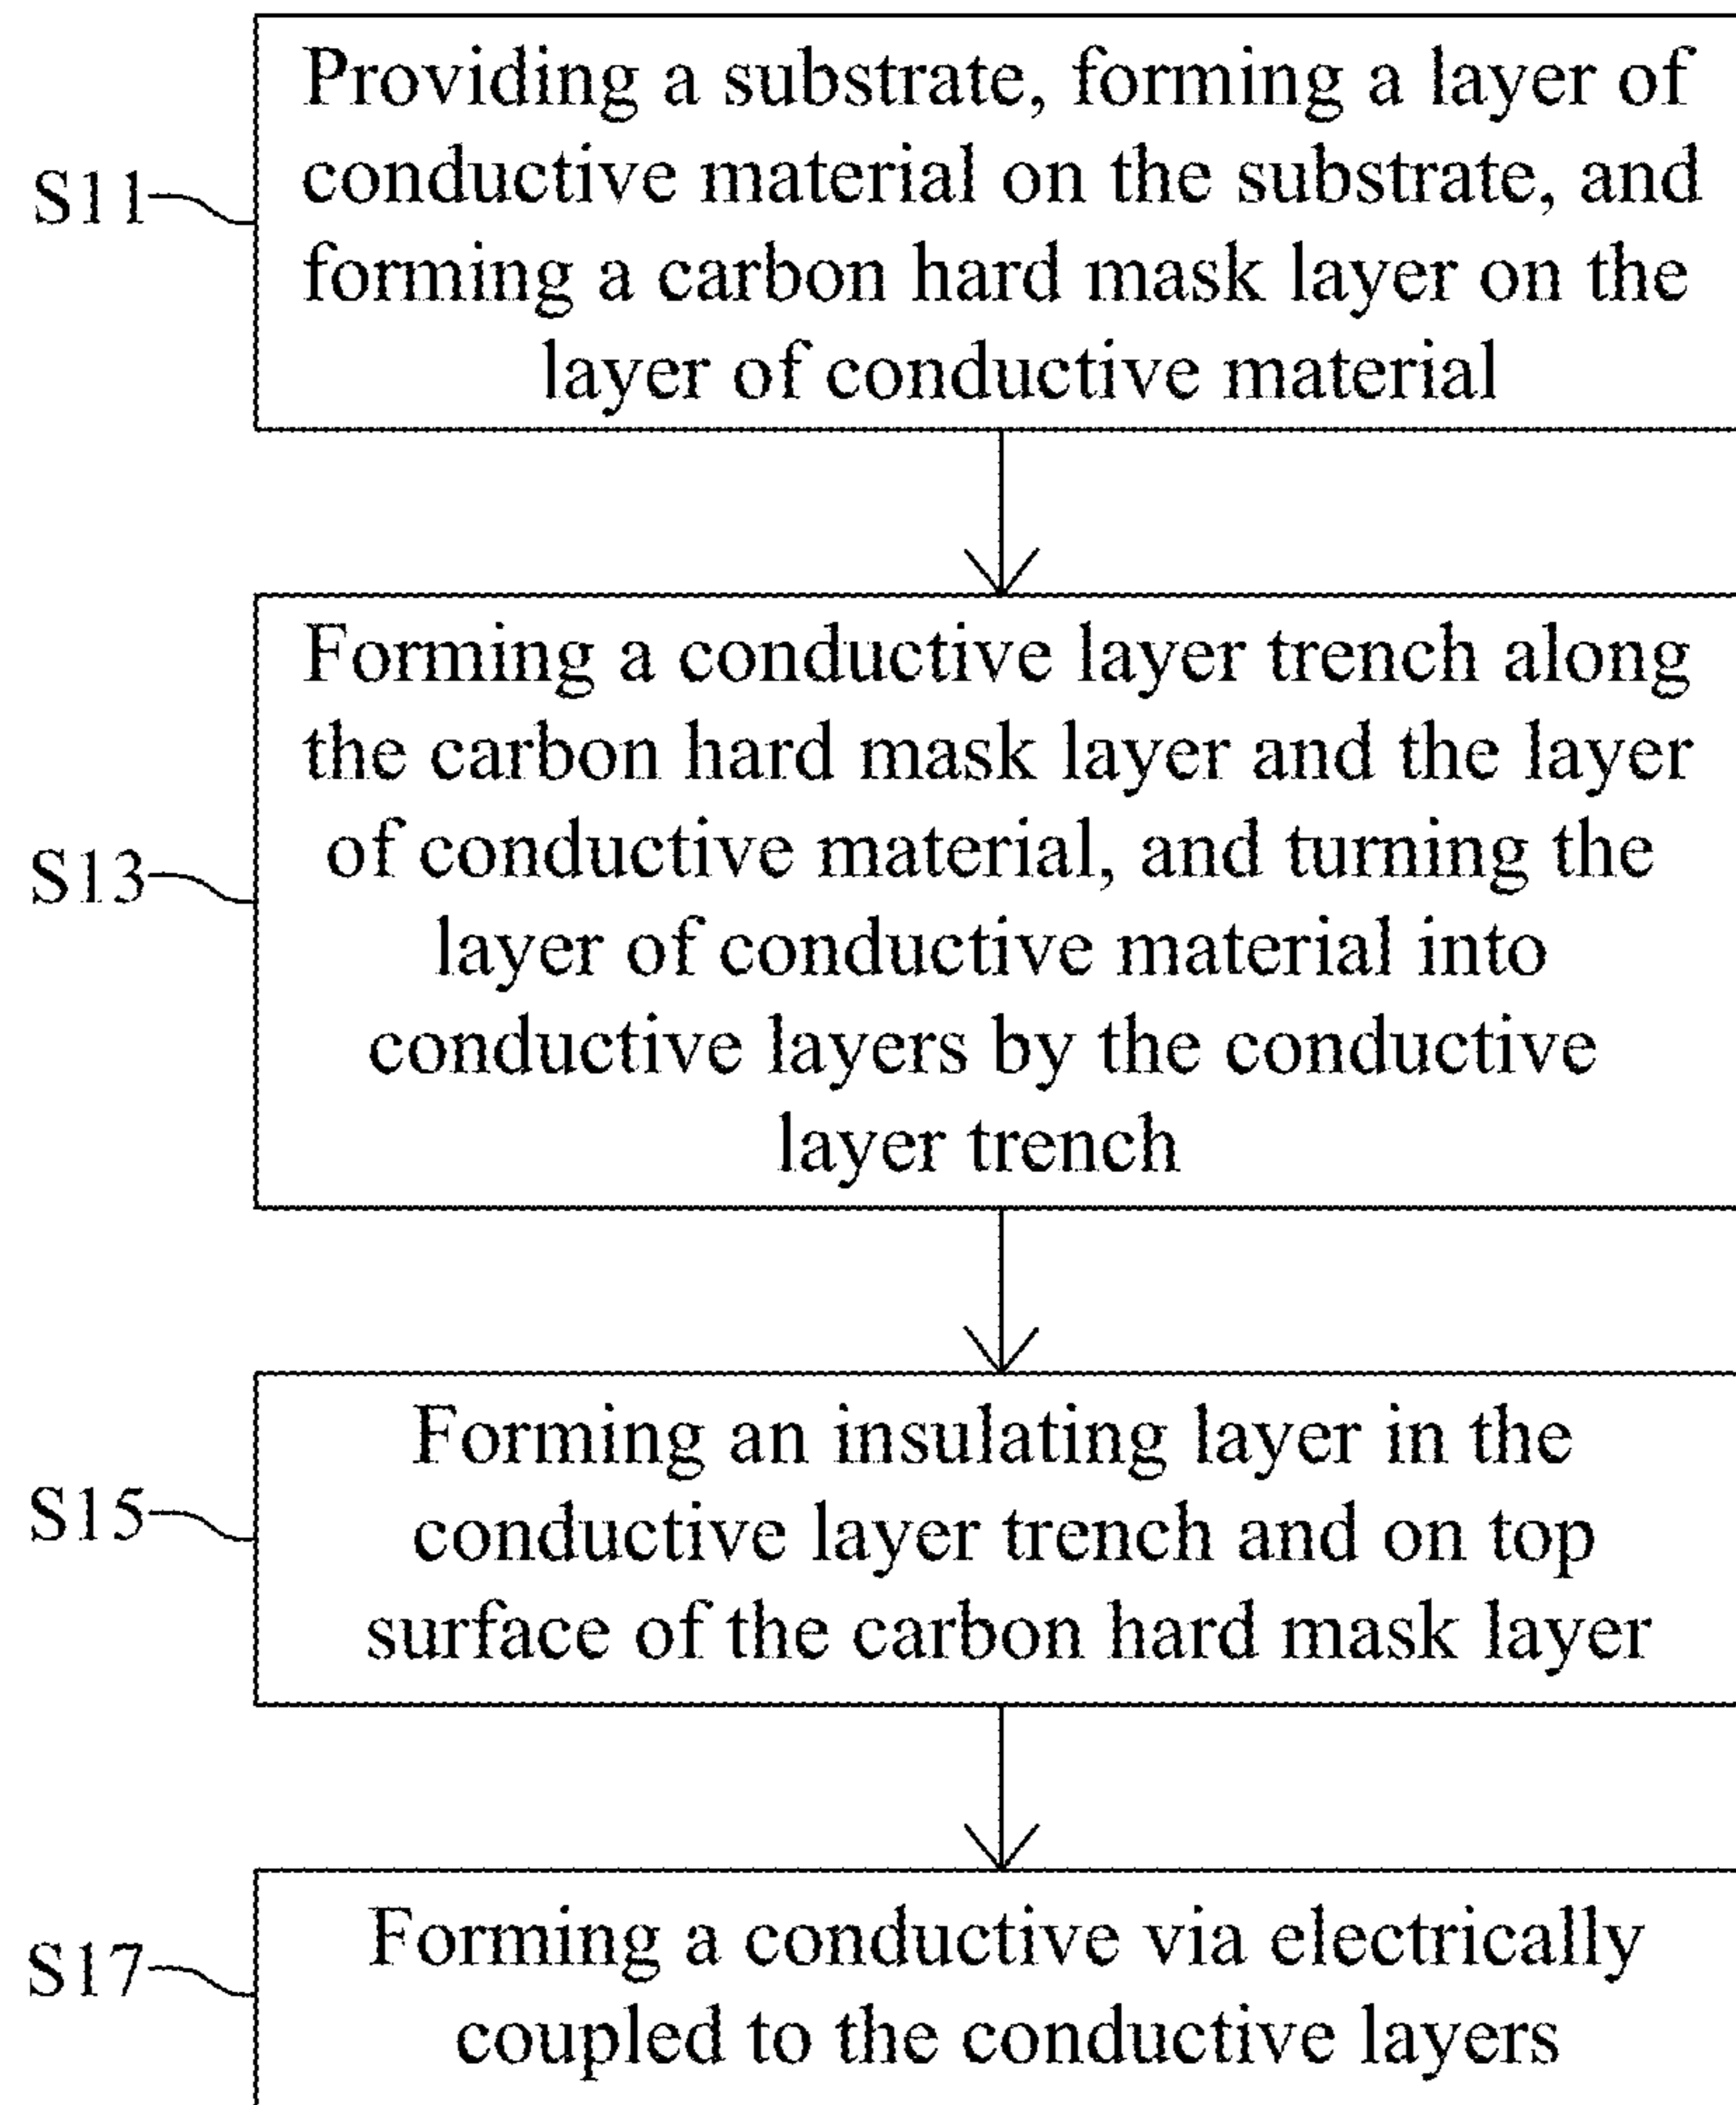 Providing a substrate, forming a layer of
S11
conductive material on the substrate, and
forming a carbon hard mask layer on the
layer of conductive material
Forming a conductive layer trench along
the carbon hard mask layer and the layer
S13
of conductive material, and turning the
layer of conductive material into
conductive layers by the conductive
layer trench
Forming an insulating layer in the
S15
conductive layer trench and on top
surface of the carbon hard mask layer
Forming a conductive via electrically
S17
coupled to the conductive layers